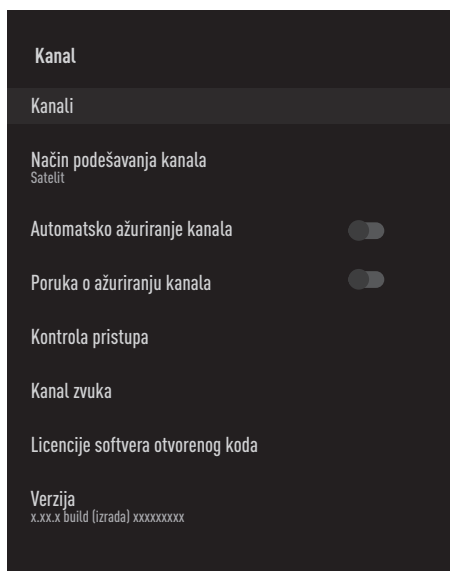 Kanal
Kanali
Način podešavanja kanala
Satelit
Automatsko ažuriranje kanala
Poruka o ažuriranju kanala
Kontrola pristupa
Kanal zvuka
Licencije softvera otvorenog koda
Verzija
x.xx.x build (izrada) xxxxxxxxx